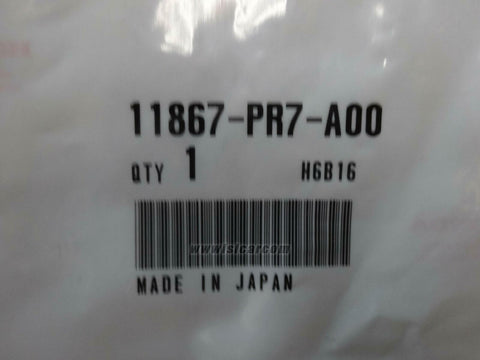 11867-PR7-A00
QTY 1 H6B16
www.sicar.com
MADE IN JAPAN